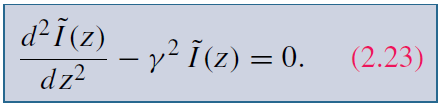 d²Ĩ(z)/dz² − γ² Ĩ(z) = 0. (2.23)